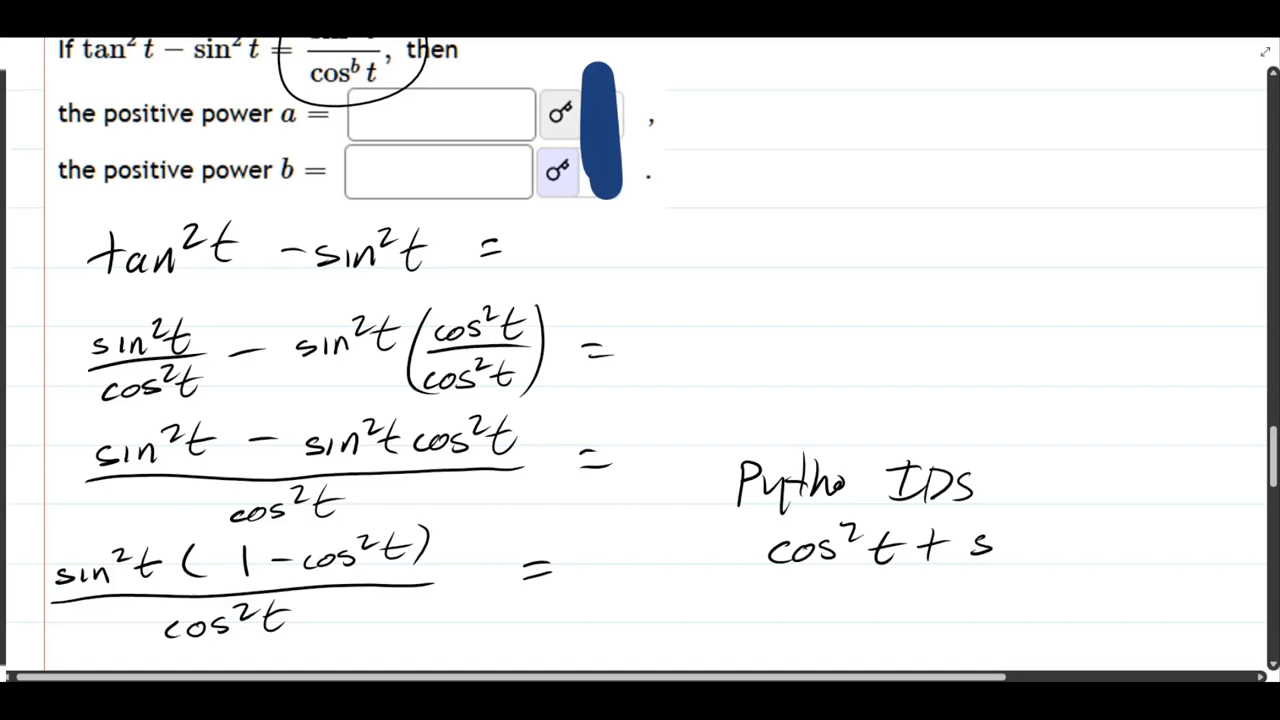 If tan² t − sin² t = ――/cos^b t, then
the positive power a = ,
the positive power b = .
tan²t − sin²t =
sin²t/cos²t − sin²t (cos²t/cos²t) =
(sin²t − sin²t cos²t)/cos²t =
Pytho IDS
cos²t + s
sin²t (1 − cos²t)/cos²t =